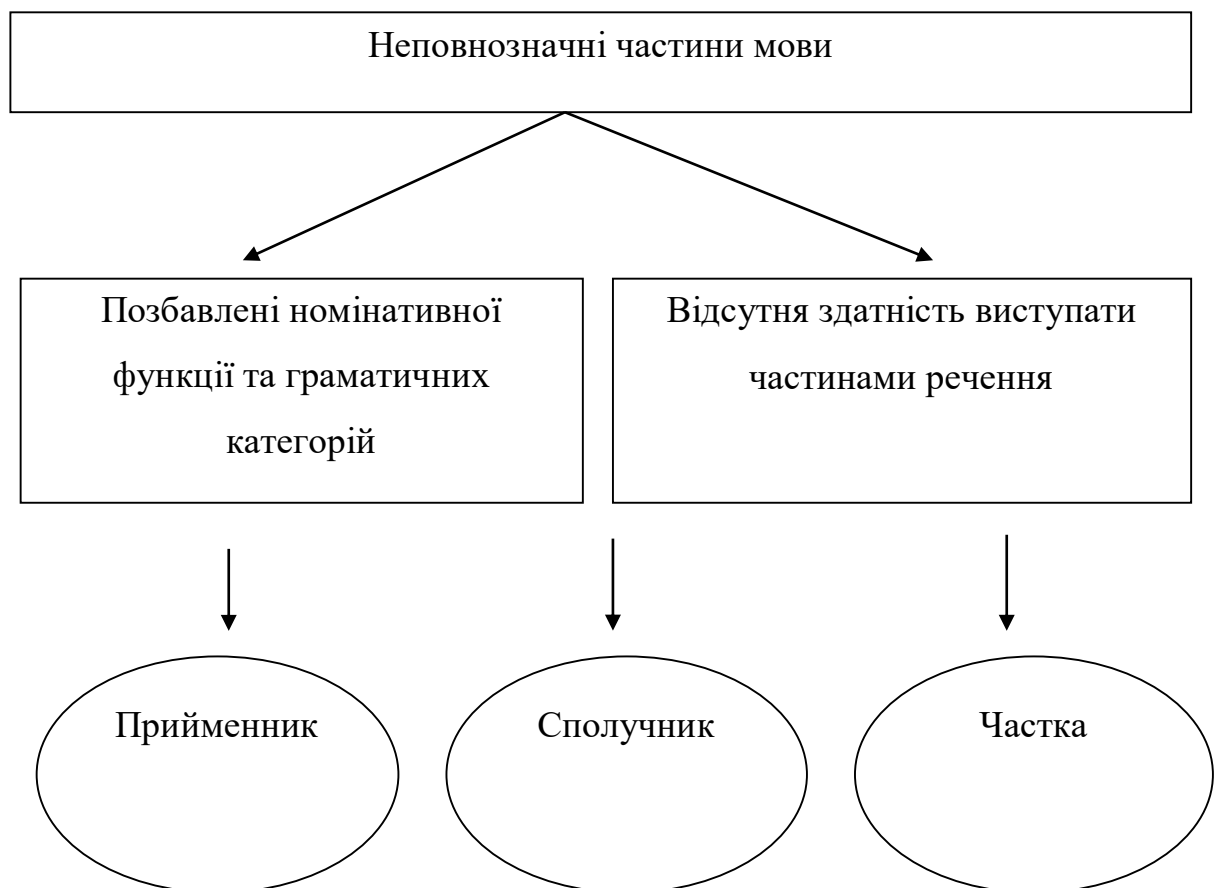 Неповнозначні частини мови
Позбавлені номінативної
функції та граматичних
категорій
Відсутня здатність виступати
частинами речення
Прийменник
Сполучник
Частка